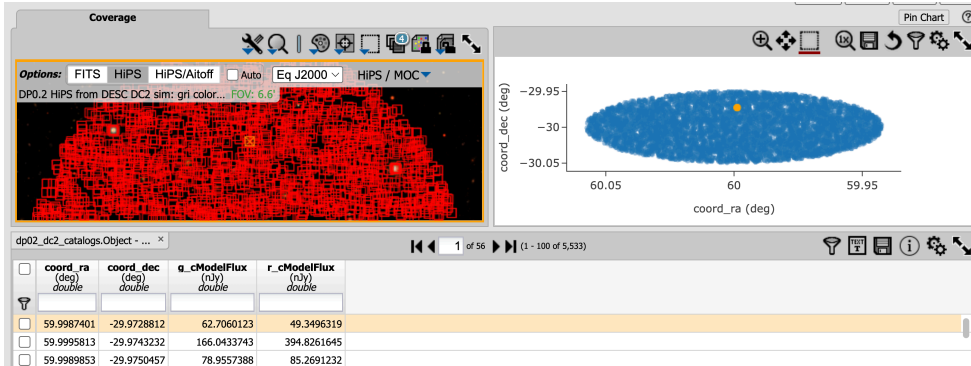 Coverage
Pin Chart
4
1x
Options: FITS HiPS HiPS/Aitoff Auto Eq J2000 HiPS / MOC
DP0.2 HiPS from DESC DC2 sim: gri color... FOV: 6.6'
−29.95
−30
−30.05
coord_dec (deg)
60.05 60 59.95
coord_ra (deg)
dp02_dc2_catalogs.Object - ... ×
1 of 56 (1 - 100 of 5,533)
TEXT T
i
coord_ra coord_dec g_cModelFlux r_cModelFlux
(deg) (deg) (nJy) (nJy)
double double double double
59.9987401 -29.9728812 62.7060123 49.3496319
59.9995813 -29.9743232 166.0433743 394.8261645
59.9989853 -29.9750457 78.9557388 85.2691232